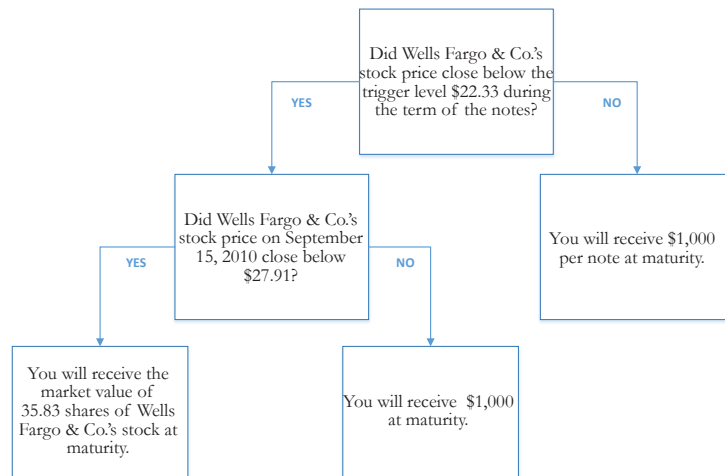 Did Wells Fargo & Co.'s
stock price close below the
trigger level $22.33 during
the term of the notes?
YES
NO
Did Wells Fargo & Co.'s
stock price on September
15, 2010 close below
$27.91?
You will receive $1,000
per note at maturity.
YES
NO
You will receive the
market value of
35.83 shares of Wells
Fargo & Co.'s stock at
maturity.
You will receive $1,000
at maturity.